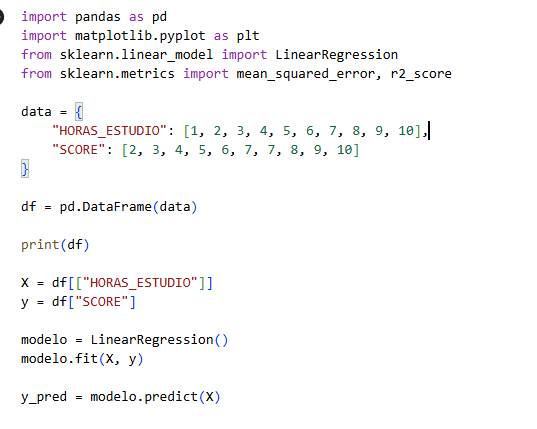 import pandas as pd
import matplotlib.pyplot as plt
from sklearn.linear_model import LinearRegression
from sklearn.metrics import mean_squared_error, r2_score
data = {
"HORAS_ESTUDIO": [1, 2, 3, 4, 5, 6, 7, 8, 9, 10],
"SCORE": [2, 3, 4, 5, 6, 7, 7, 8, 9, 10]
}
df = pd.DataFrame(data)
print(df)
X = df[["HORAS_ESTUDIO"]]
y = df["SCORE"]
modelo = LinearRegression()
modelo.fit(X, y)
y_pred = modelo.predict(X)